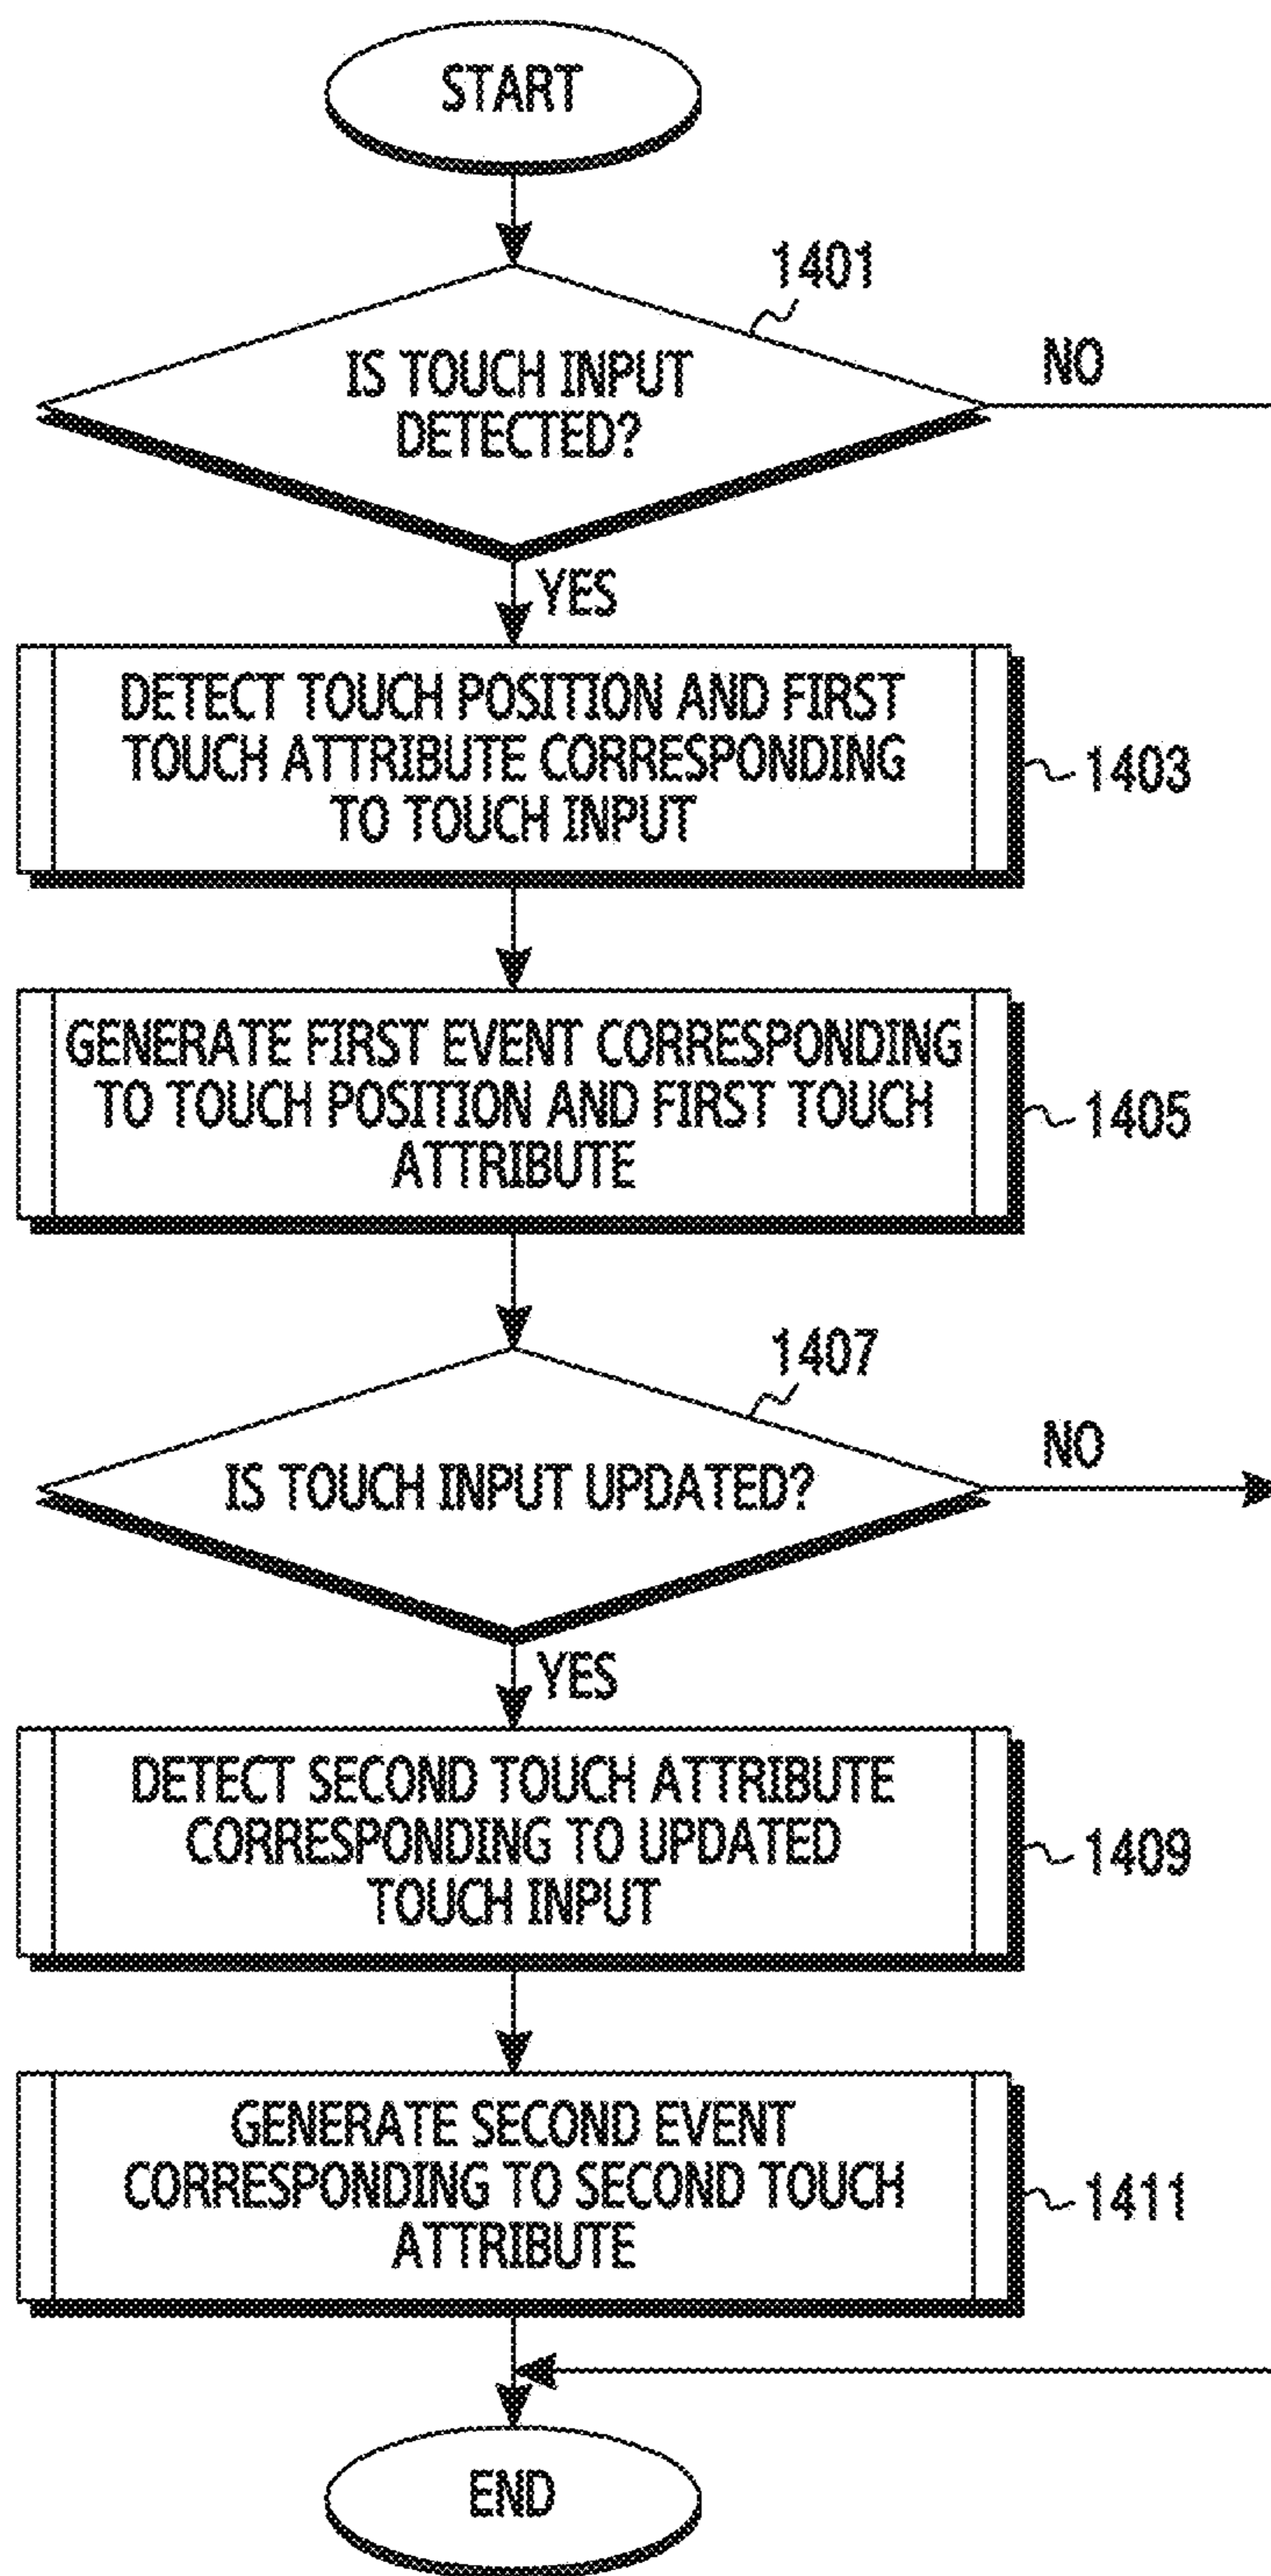 START
1401
IS TOUCH INPUT
DETECTED?
NO
YES
DETECT TOUCH POSITION AND FIRST
TOUCH ATTRIBUTE CORRESPONDING
TO TOUCH INPUT
1403
GENERATE FIRST EVENT CORRESPONDING
TO TOUCH POSITION AND FIRST TOUCH
ATTRIBUTE
1405
1407
IS TOUCH INPUT UPDATED?
NO
YES
DETECT SECOND TOUCH ATTRIBUTE
CORRESPONDING TO UPDATED
TOUCH INPUT
1409
GENERATE SECOND EVENT
CORRESPONDING TO SECOND TOUCH
ATTRIBUTE
1411
END